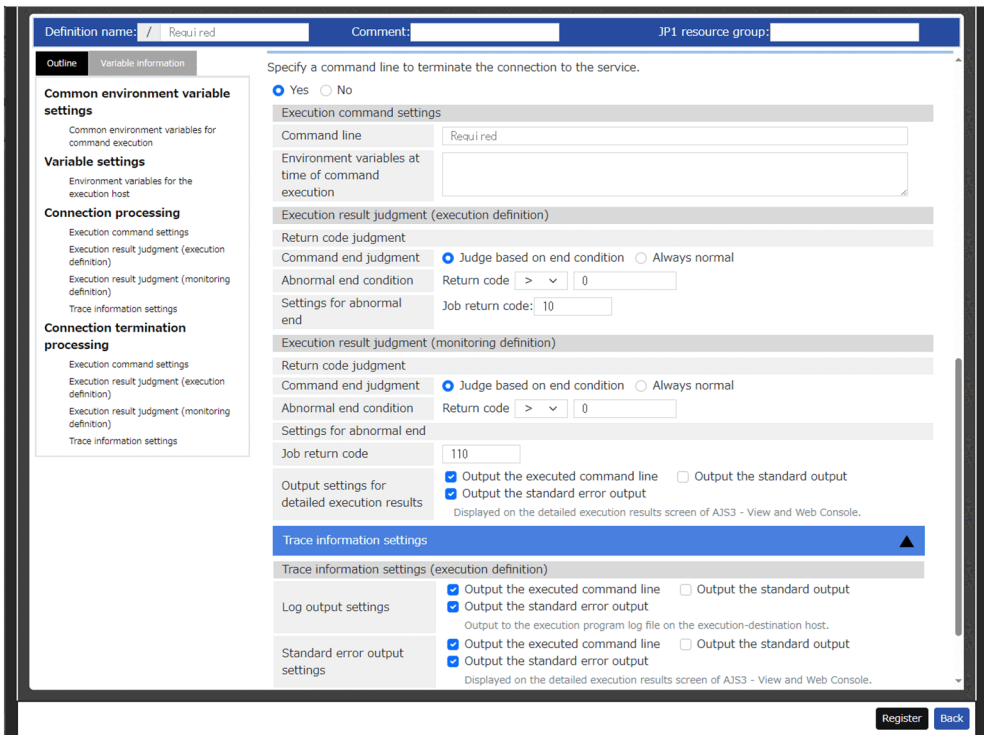 Definition name: / Required Comment: JP1 resource group:
Outline Variable information
Common environment variable
settings
Common environment variables for
command execution
Variable settings
Environment variables for the
execution host
Connection processing
Execution command settings
Execution result judgment (execution
definition)
Execution result judgment (monitoring
definition)
Trace information settings
Connection termination
processing
Execution command settings
Execution result judgment (execution
definition)
Execution result judgment (monitoring
definition)
Trace information settings
Specify a command line to terminate the connection to the service.
Yes No
Execution command settings
Command line Required
Environment variables at
time of command
execution
Execution result judgment (execution definition)
Return code judgment
Command end judgment Judge based on end condition Always normal
Abnormal end condition Return code > 0
Settings for abnormal
end
Job return code: 10
Execution result judgment (monitoring definition)
Return code judgment
Command end judgment Judge based on end condition Always normal
Abnormal end condition Return code > 0
Settings for abnormal end
Job return code 110
Output settings for
detailed execution results
Output the executed command line Output the standard output
Output the standard error output
Displayed on the detailed execution results screen of AJS3 - View and Web Console.
Trace information settings
Trace information settings (execution definition)
Log output settings
Output the executed command line Output the standard output
Output the standard error output
Output to the execution program log file on the execution-destination host.
Standard error output
settings
Output the executed command line Output the standard output
Output the standard error output
Displayed on the detailed execution results screen of AJS3 - View and Web Console.
Register Back